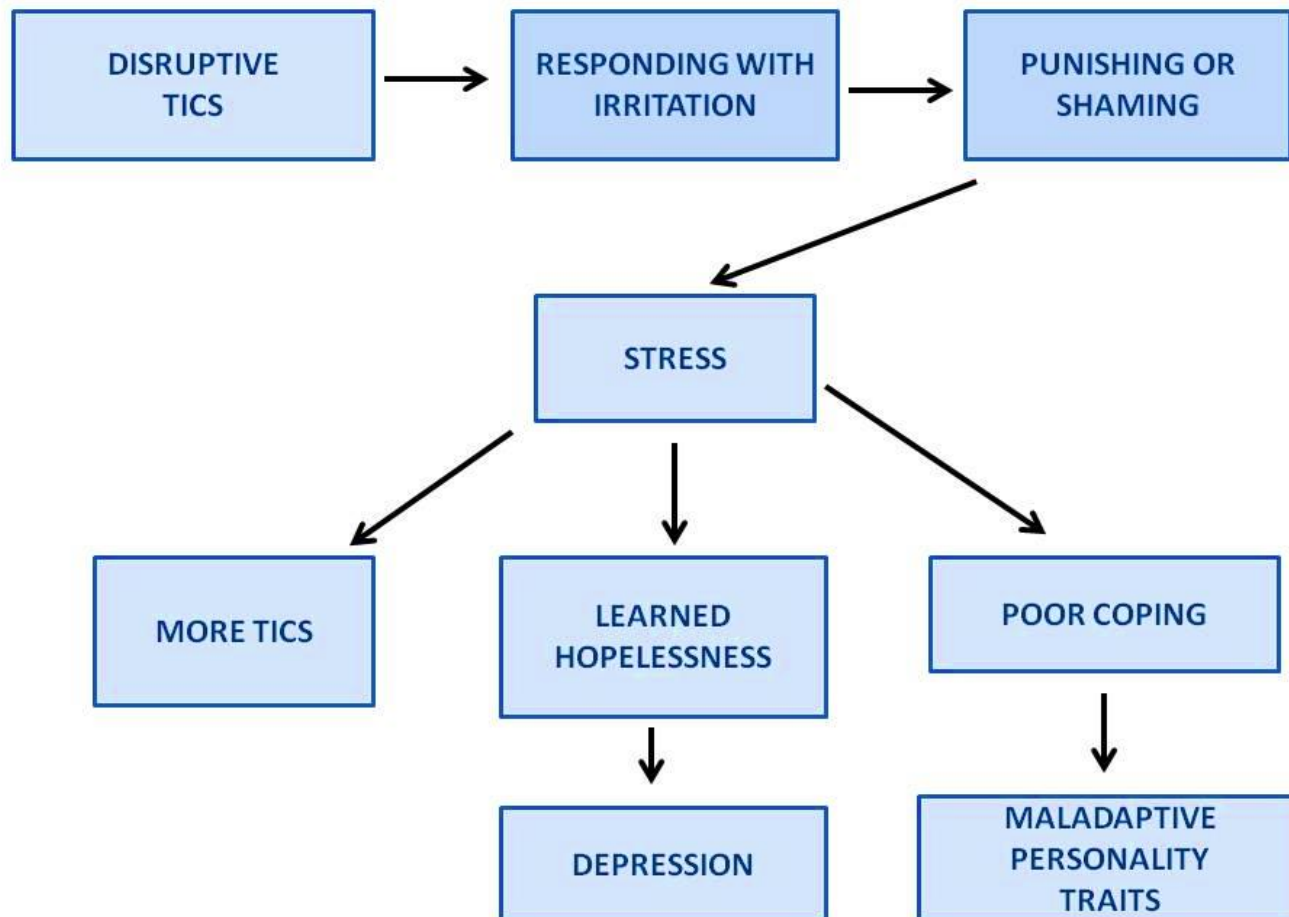 DISRUPTIVE
TICS
RESPONDING WITH
IRRITATION
PUNISHING OR
SHAMING
STRESS
MORE TICS
LEARNED
HOPELESSNESS
POOR COPING
DEPRESSION
MALADAPTIVE
PERSONALITY
TRAITS